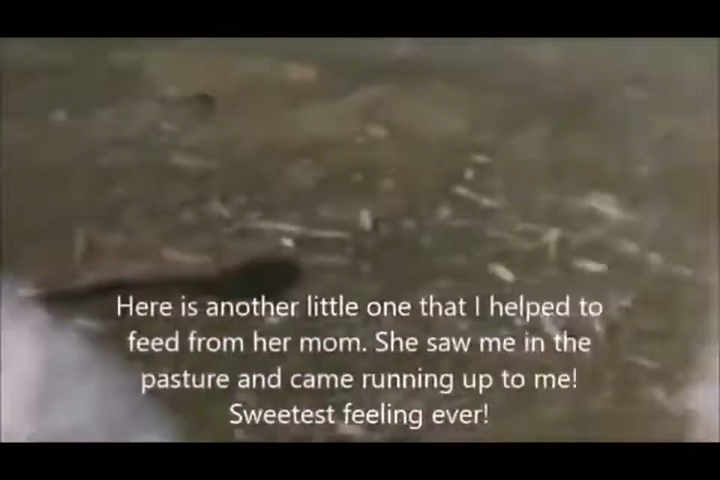 Here is another little one that I helped to
feed from her mom. She saw me in the
pasture and came running up to me!
Sweetest feeling ever!